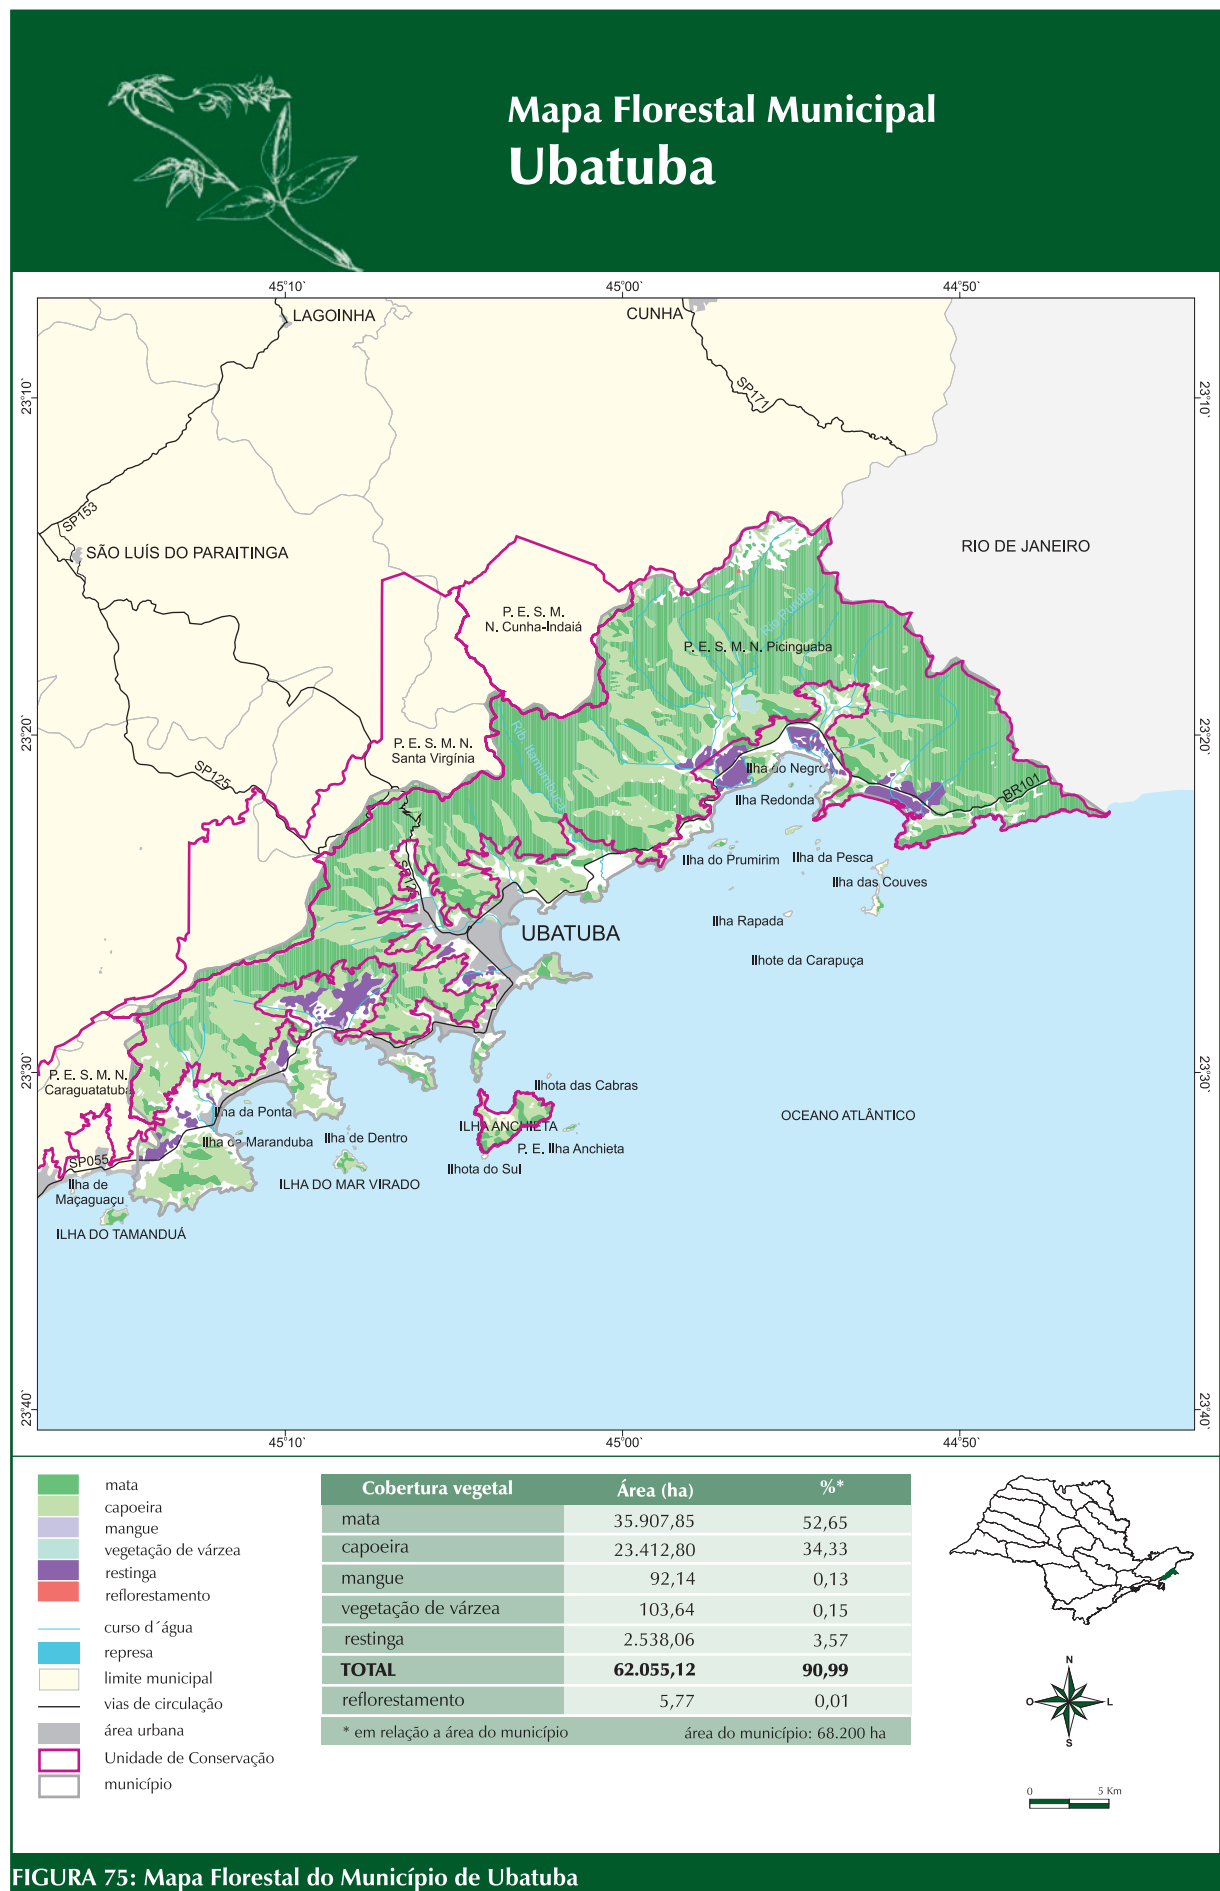 Mapa Florestal Municipal
Ubatuba
45°10` 45°00` 44°50`
LAGOINHA
CUNHA
23°10`
23°10`
SP171
SP153
SÃO LUÍS DO PARAITINGA
RIO DE JANEIRO
P. E. S. M.
N. Cunha-Indaiá
Rio Puruba
P. E. S. M. N. Picinguaba
23°20`
23°20`
P. E. S. M. N.
Santa Virgínia
SP125
BR101
Ilha do Negro
Ilha Redonda
Ilha do Prumirim
Ilha da Pesca
Ilha das Couves
SP125
Ilha Rapada
UBATUBA
Ilhote da Carapuça
23°30`
23°30`
P. E. S. M. N.
Caraguatatuba
Ilhota das Cabras
Ilha da Ponta
OCEANO ATLÂNTICO
ILHA ANCHIETA
Ilha de Maranduba
Ilha de Dentro
P. E. Ilha Anchieta
SP055
Ilhota do Sul
Ilha de
Maçaguaçu
ILHA DO MAR VIRADO
ILHA DO TAMANDUÁ
23°40`
23°40`
45°10` 45°00` 44°50`
mata
capoeira
mangue
vegetação de várzea
restinga
reflorestamento
curso d´água
represa
limite municipal
vias de circulação
área urbana
Unidade de Conservação
município
Cobertura vegetal Área (ha) %*
mata 35.907,85 52,65
capoeira 23.412,80 34,33
mangue 92,14 0,13
vegetação de várzea 103,64 0,15
restinga 2.538,06 3,57
TOTAL 62.055,12 90,99
reflorestamento 5,77 0,01
* em relação a área do município área do município: 68.200 ha
N
O L
S
0 5 Km
FIGURA 75: Mapa Florestal do Município de Ubatuba